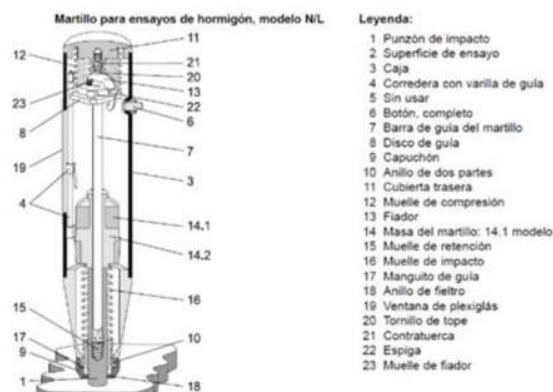 Martillo para ensayos de hormigón, modelo N/L
12
11
21
20
13
22
6
23
8
7
19
3
4
14.1
14.2
16
15
17
9
10
1
18
2
Leyenda:
1 Punzón de impacto
2 Superficie de ensayo
3 Caja
4 Corredera con varilla de guía
5 Sin usar
6 Botón, completo
7 Barra de guía del martillo
8 Disco de guía
9 Capuchón
10 Anillo de dos partes
11 Cubierta trasera
12 Muelle de compresión
13 Fiador
14 Masa del martillo: 14.1 modelo
15 Muelle de retención
16 Muelle de impacto
17 Manguito de guía
18 Anillo de fieltro
19 Ventana de plexiglás
20 Tornillo de tope
21 Contratuerca
22 Espiga
23 Muelle de fiador